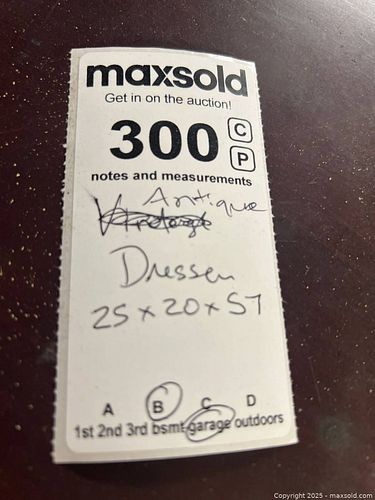 maxsold
Get in on the auction!
300 C
P
notes and measurements
Antique
Vintage
Dresser
25 x 20 x 57
A B C D
1st 2nd 3rd bsmt garage outdoors
Copyright 2025 - maxsold.com